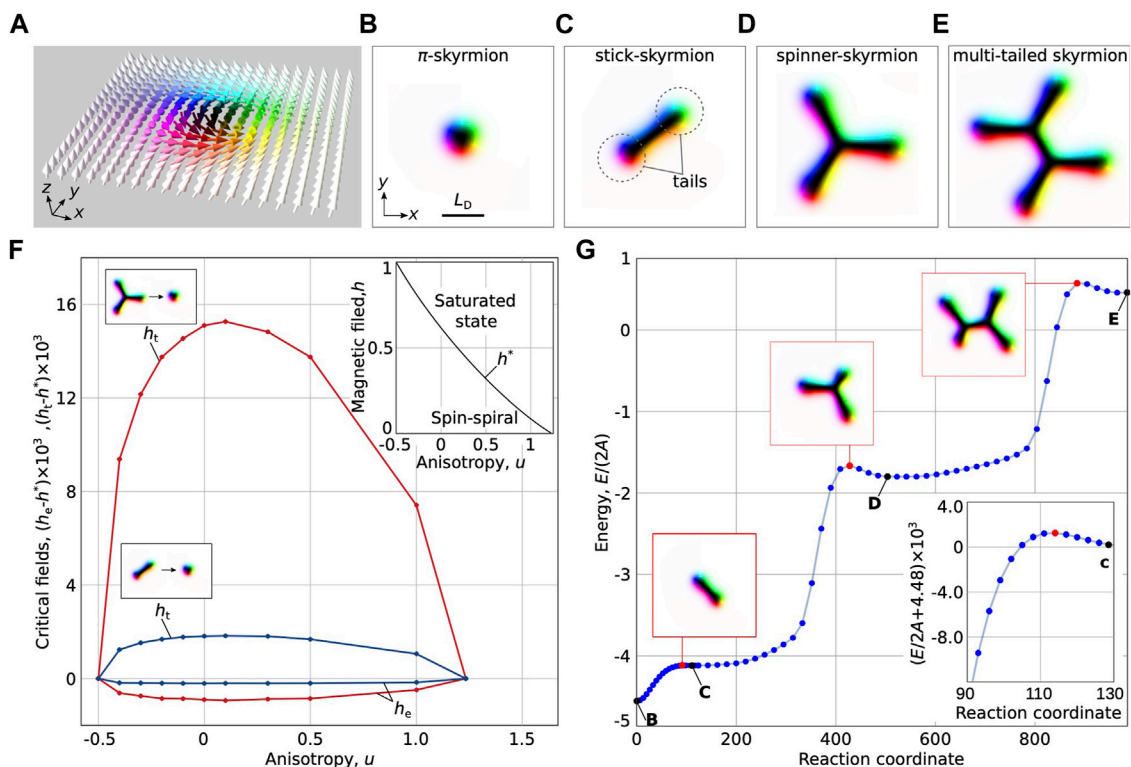 A
B
C
D
E
π-skyrmion
stick-skyrmion
spinner-skyrmion
multi-tailed skyrmion
tails
z
y
x
y
x
L_D
F
G
Critical fields, (h_e-h*)×10³ ,(h_t-h*)×10³
16
12
8
4
0
-0.5
0
0.5
1.0
1.5
Anisotropy, u
h_t
h_t
h_e
Magnetic filed,h
1
0.5
0
Saturated
state
h*
Spin-spiral
-0.5
0
0.5
1
Anisotropy, u
Energy, E/(2A)
1
0
-1
-2
-3
-4
-5
0
200
400
600
800
Reaction coordinate
B
C
D
E
(E/2A+4.48)×10³
4.0
0
-4.0
-8.0
c
90
110
130
Reaction coordinate